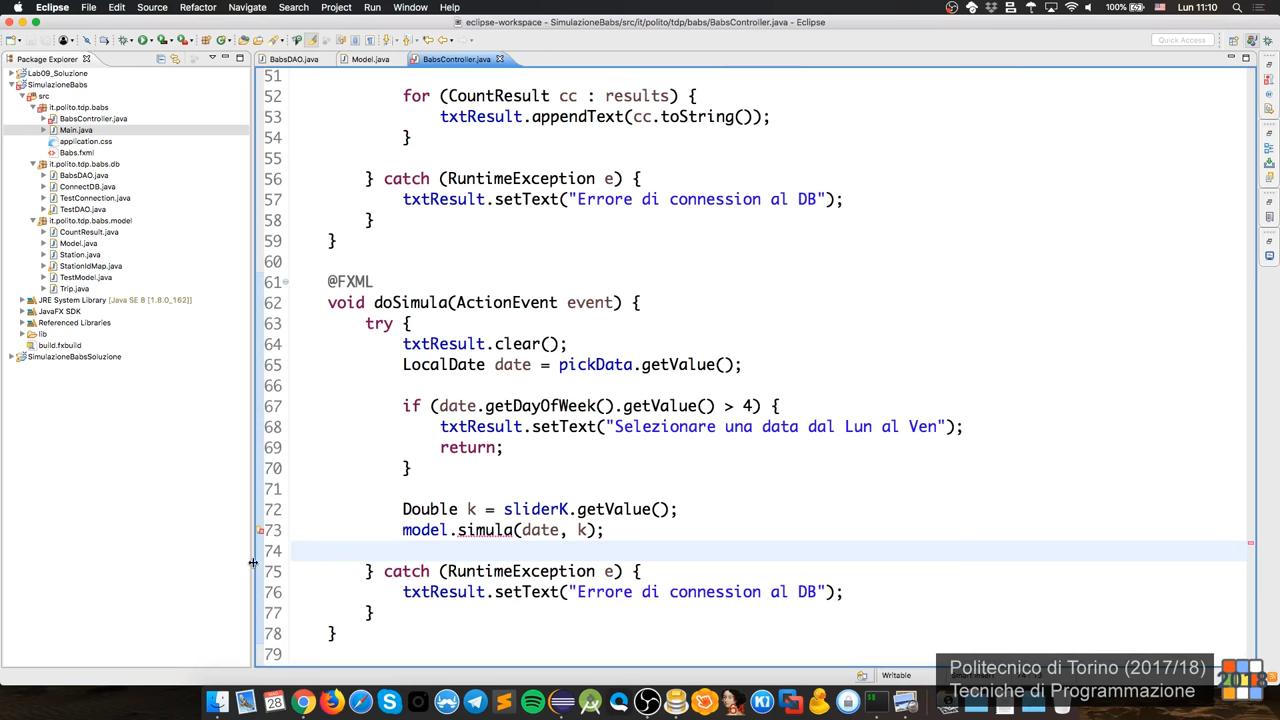 Eclipse File Edit Source Refactor Navigate Search Project Run Window Help 100% Lun 11:10
eclipse-workspace - SimulazioneBabs/src/it/polito/tdp/babs/BabsController.java - Eclipse
Quick Access
Package Explorer BabsDAO.java Model.java BabsController.java
Lab09_Soluzione
SimulazioneBabs
src
it.polito.tdp.babs
BabsController.java
Main.java
application.css
Babs.fxml
it.polito.tdp.babs.db
BabsDAO.java
ConnectDB.java
TestConnection.java
TestDAO.java
it.polito.tdp.babs.model
CountResult.java
Model.java
Station.java
StationIdMap.java
TestModel.java
Trip.java
JRE System Library [Java SE 8 [1.8.0_162]]
JavaFX SDK
Referenced Libraries
lib
build.fxbuild
SimulazioneBabsSoluzione
51
52 for (CountResult cc : results) {
53 txtResult.appendText(cc.toString());
54 }
55
56 } catch (RuntimeException e) {
57 txtResult.setText("Errore di connession al DB");
58 }
59 }
60
61 @FXML
62 void doSimula(ActionEvent event) {
63 try {
64 txtResult.clear();
65 LocalDate date = pickData.getValue();
66
67 if (date.getDayOfWeek().getValue() > 4) {
68 txtResult.setText("Selezionare una data dal Lun al Ven");
69 return;
70 }
71
72 Double k = sliderK.getValue();
73 model.simula(date, k);
74
75 } catch (RuntimeException e) {
76 txtResult.setText("Errore di connession al DB");
77 }
78 }
79
Writable
Politecnico di Torino (2017/18)
Tecniche di Programmazione
2018